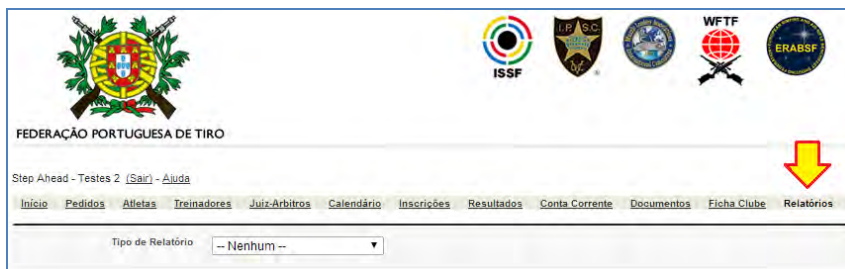 ISSF
I.P.S.C.
WFTF
ERABSF
FEDERAÇÃO PORTUGUESA DE TIRO
Step Ahead - Testes 2 (Sair) - Ajuda
Início Pedidos Atletas Treinadores Juiz-Arbitros Calendário Inscrições Resultados Conta Corrente Documentos Ficha Clube Relatórios
Tipo de Relatório -- Nenhum --